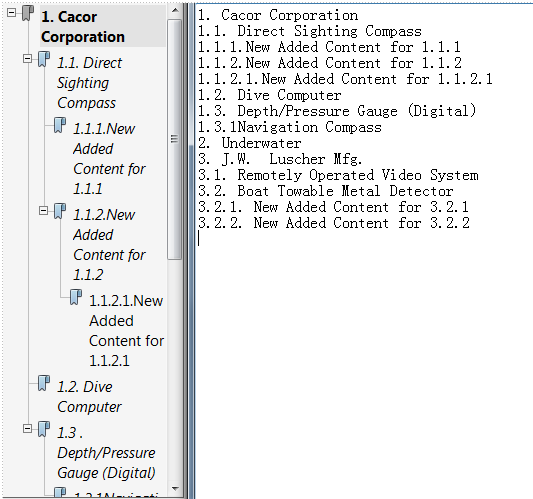 1. Cacor
Corporation
1.1. Direct
Sighting
Compass
1.1.1.New
Added
Content for
1.1.1
1.1.2.New
Added
Content for
1.1.2
1.1.2.1.New
Added
Content for
1.1.2.1
1.2. Dive
Computer
1.3 .
Depth/Pressure
Gauge (Digital)
1. Cacor Corporation
1.1. Direct Sighting Compass
1.1.1.New Added Content for 1.1.1
1.1.2.New Added Content for 1.1.2
1.1.2.1.New Added Content for 1.1.2.1
1.2. Dive Computer
1.3. Depth/Pressure Gauge (Digital)
1.3.1Navigation Compass
2. Underwater
3. J.W.  Luscher Mfg.
3.1. Remotely Operated Video System
3.2. Boat Towable Metal Detector
3.2.1. New Added Content for 3.2.1
3.2.2. New Added Content for 3.2.2